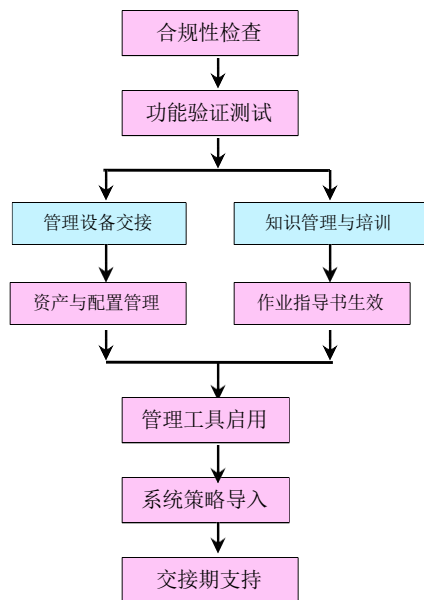 合规性检查
功能验证测试
管理设备交接
知识管理与培训
资产与配置管理
作业指导书生效
管理工具启用
系统策略导入
交接期支持